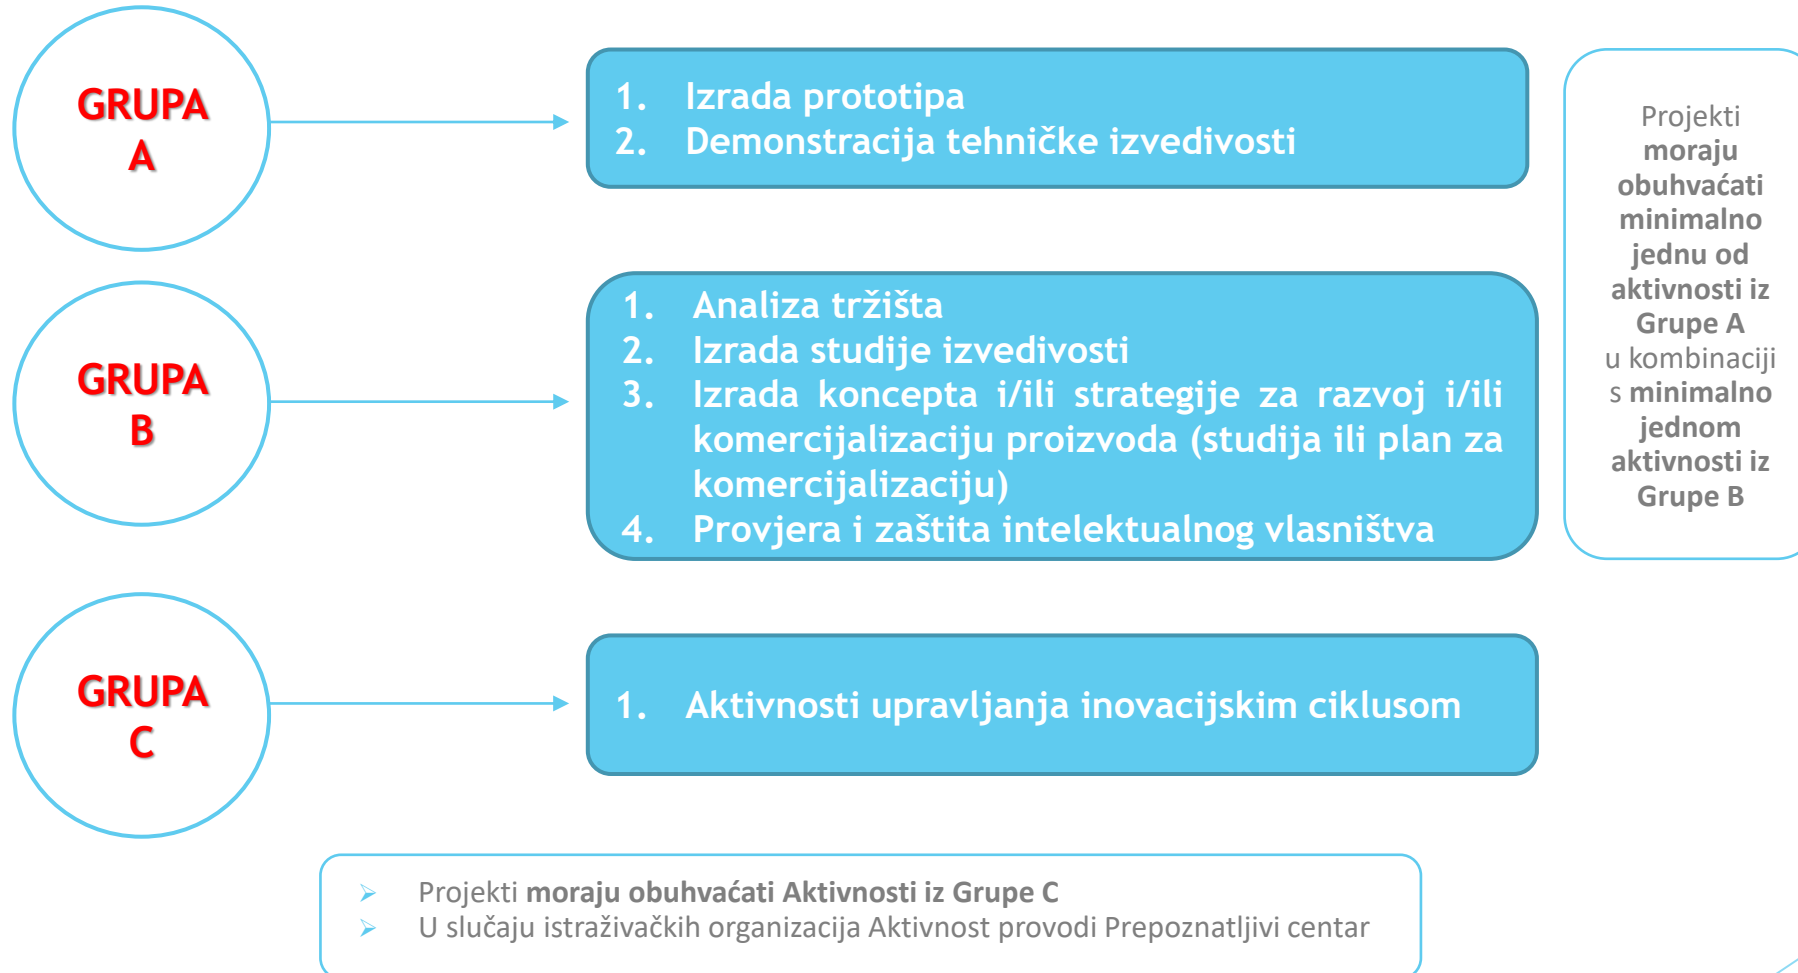 GRUPA
A
1. Izrada prototipa
2. Demonstracija tehničke izvedivosti
Projekti
moraju
obuhvaćati
minimalno
jednu od
aktivnosti iz
Grupe A
u kombinaciji
s minimalno
jednom
aktivnosti iz
Grupe B
GRUPA
B
1. Analiza tržišta
2. Izrada studije izvedivosti
3. Izrada koncepta i/ili strategije za razvoj i/ili
komercijalizaciju proizvoda (studija ili plan za
komercijalizaciju)
4. Provjera i zaštita intelektualnog vlasništva
GRUPA
C
1. Aktivnosti upravljanja inovacijskim ciklusom
➢ Projekti moraju obuhvaćati Aktivnosti iz Grupe C
➢ U slučaju istraživačkih organizacija Aktivnost provodi Prepoznatljivi centar